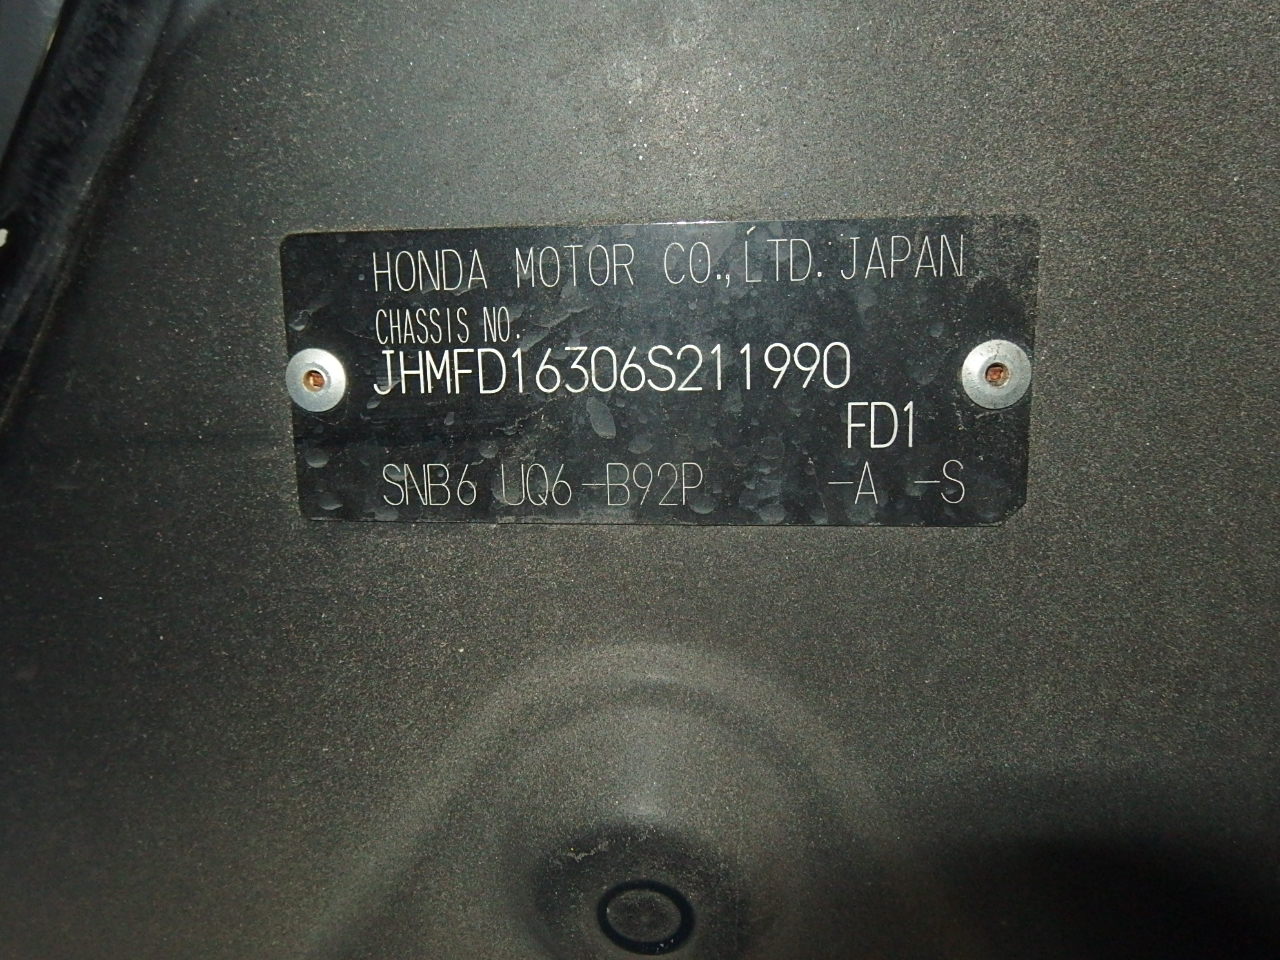 HONDA MOTOR CO., LTD. JAPAN
CHASSIS NO.
JHMFD16306S211990
FD1
SNB6 UQ6-B92P -A -S